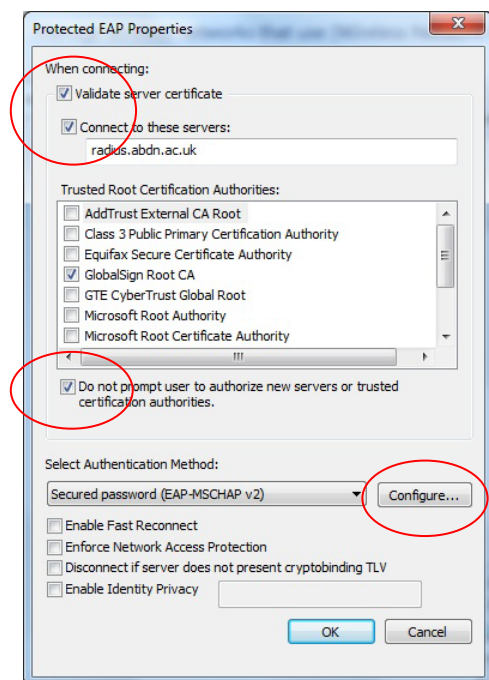 Protected EAP Properties
When connecting:
Validate server certificate
Connect to these servers:
radius.abdn.ac.uk
Trusted Root Certification Authorities:
AddTrust External CA Root
Class 3 Public Primary Certification Authority
Equifax Secure Certificate Authority
GlobalSign Root CA
GTE CyberTrust Global Root
Microsoft Root Authority
Microsoft Root Certificate Authority
Do not prompt user to authorize new servers or trusted
certification authorities.
Select Authentication Method:
Secured password (EAP-MSCHAP v2) Configure...
Enable Fast Reconnect
Enforce Network Access Protection
Disconnect if server does not present cryptobinding TLV
Enable Identity Privacy
OK Cancel